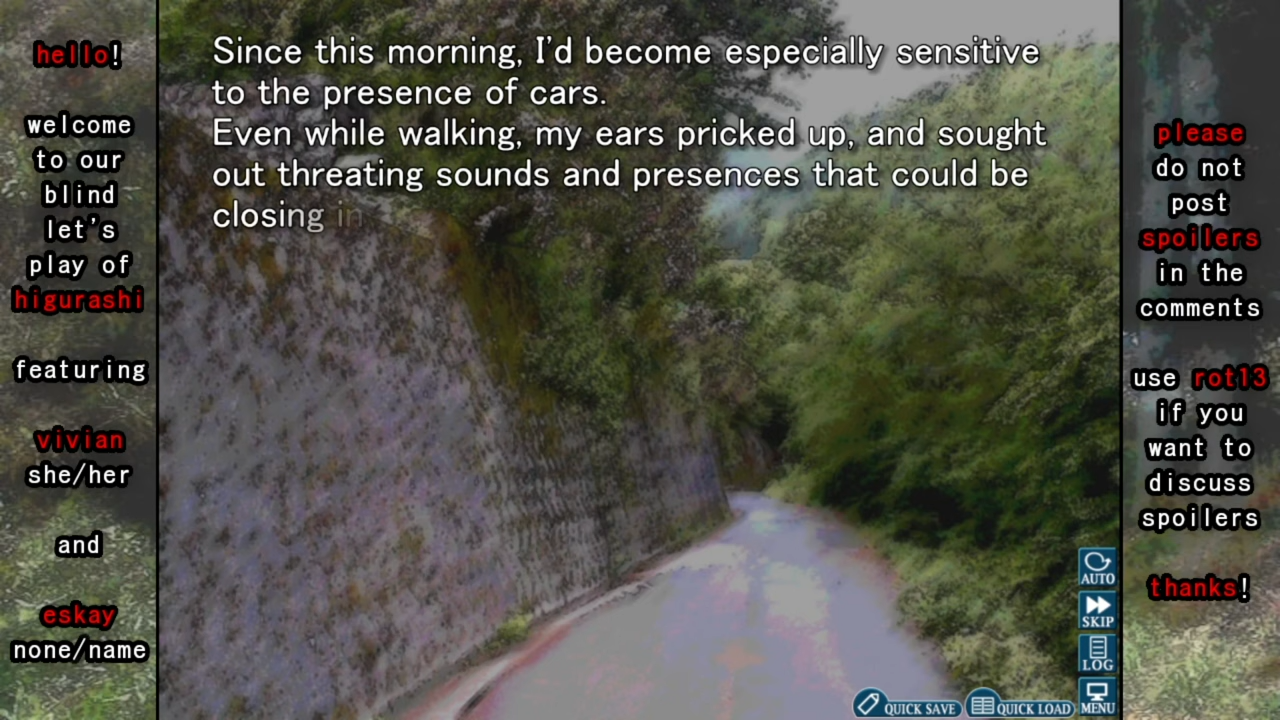 hello!
welcome
to our
blind
let's
play of
higurashi
featuring
vivian
she/her
and
eskay
none/name
Since this morning, I'd become especially sensitive
to the presence of cars.
Even while walking, my ears pricked up, and sought
out threating sounds and presences that could be
closing in
please
do not
post
spoilers
in the
comments
use rot13
if you
want to
discuss
spoilers
thanks!
AUTO
SKIP
LOG
MENU
QUICK SAVE
QUICK LOAD